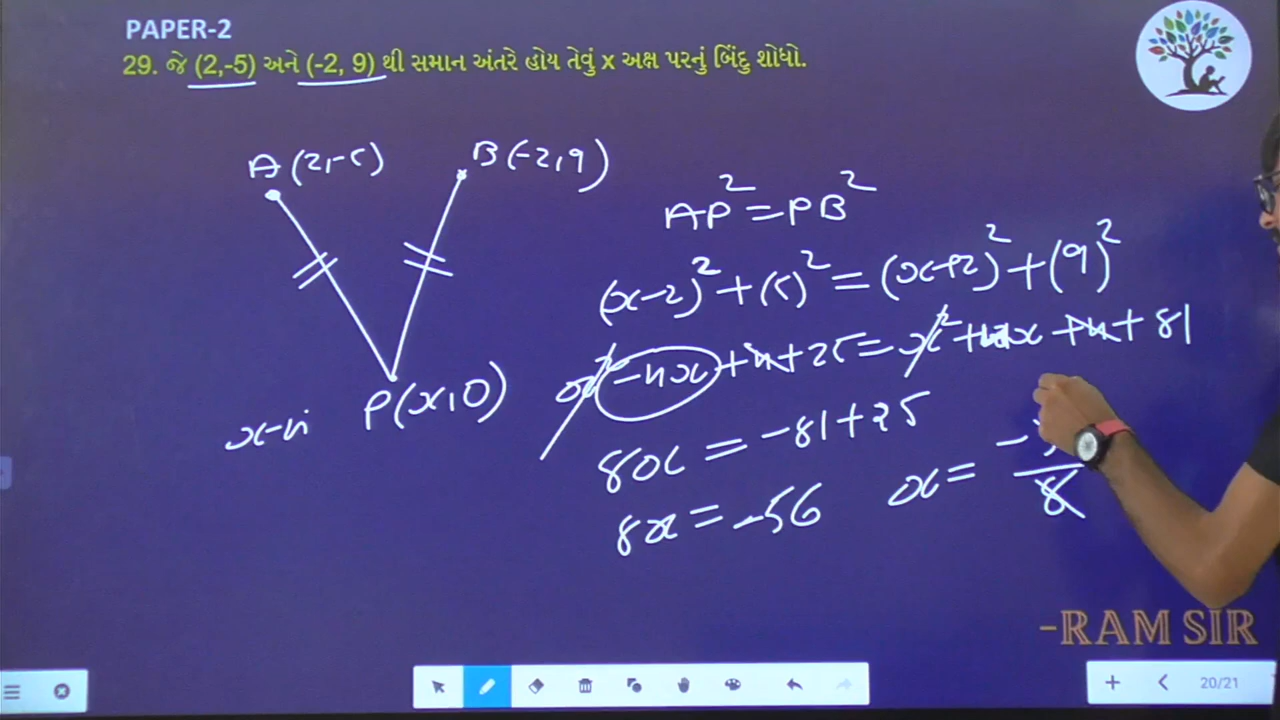 PAPER-2
29. જે (2,-5) અને (-2, 9) થી સમાન અંતરે હોય તેવું x અક્ષ પરનું બિંદુ શોધો.
A(2,-5)
B(-2,9)
P(x,0)
AP² = PB²
(x-2)² + (5)² = (x+2)² + (9)²
x² -4x +4 +25 = x² +4x +4 + 81
8x = -81+25
8x = -56
x =
8
-RAM SIR
20/21